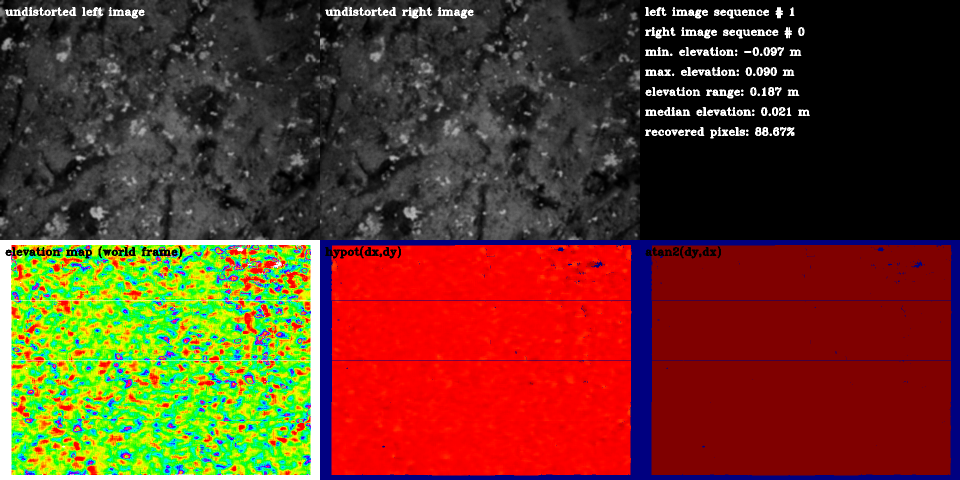 undistorted left image
undistorted right image
left image sequence # 1
right image sequence # 0
min. elevation: -0.097 m
max. elevation: 0.090 m
elevation range: 0.187 m
median elevation: 0.021 m
recovered pixels: 88.67%
elevation map (world frame)
hypot(dx,dy)
atan2(dy,dx)